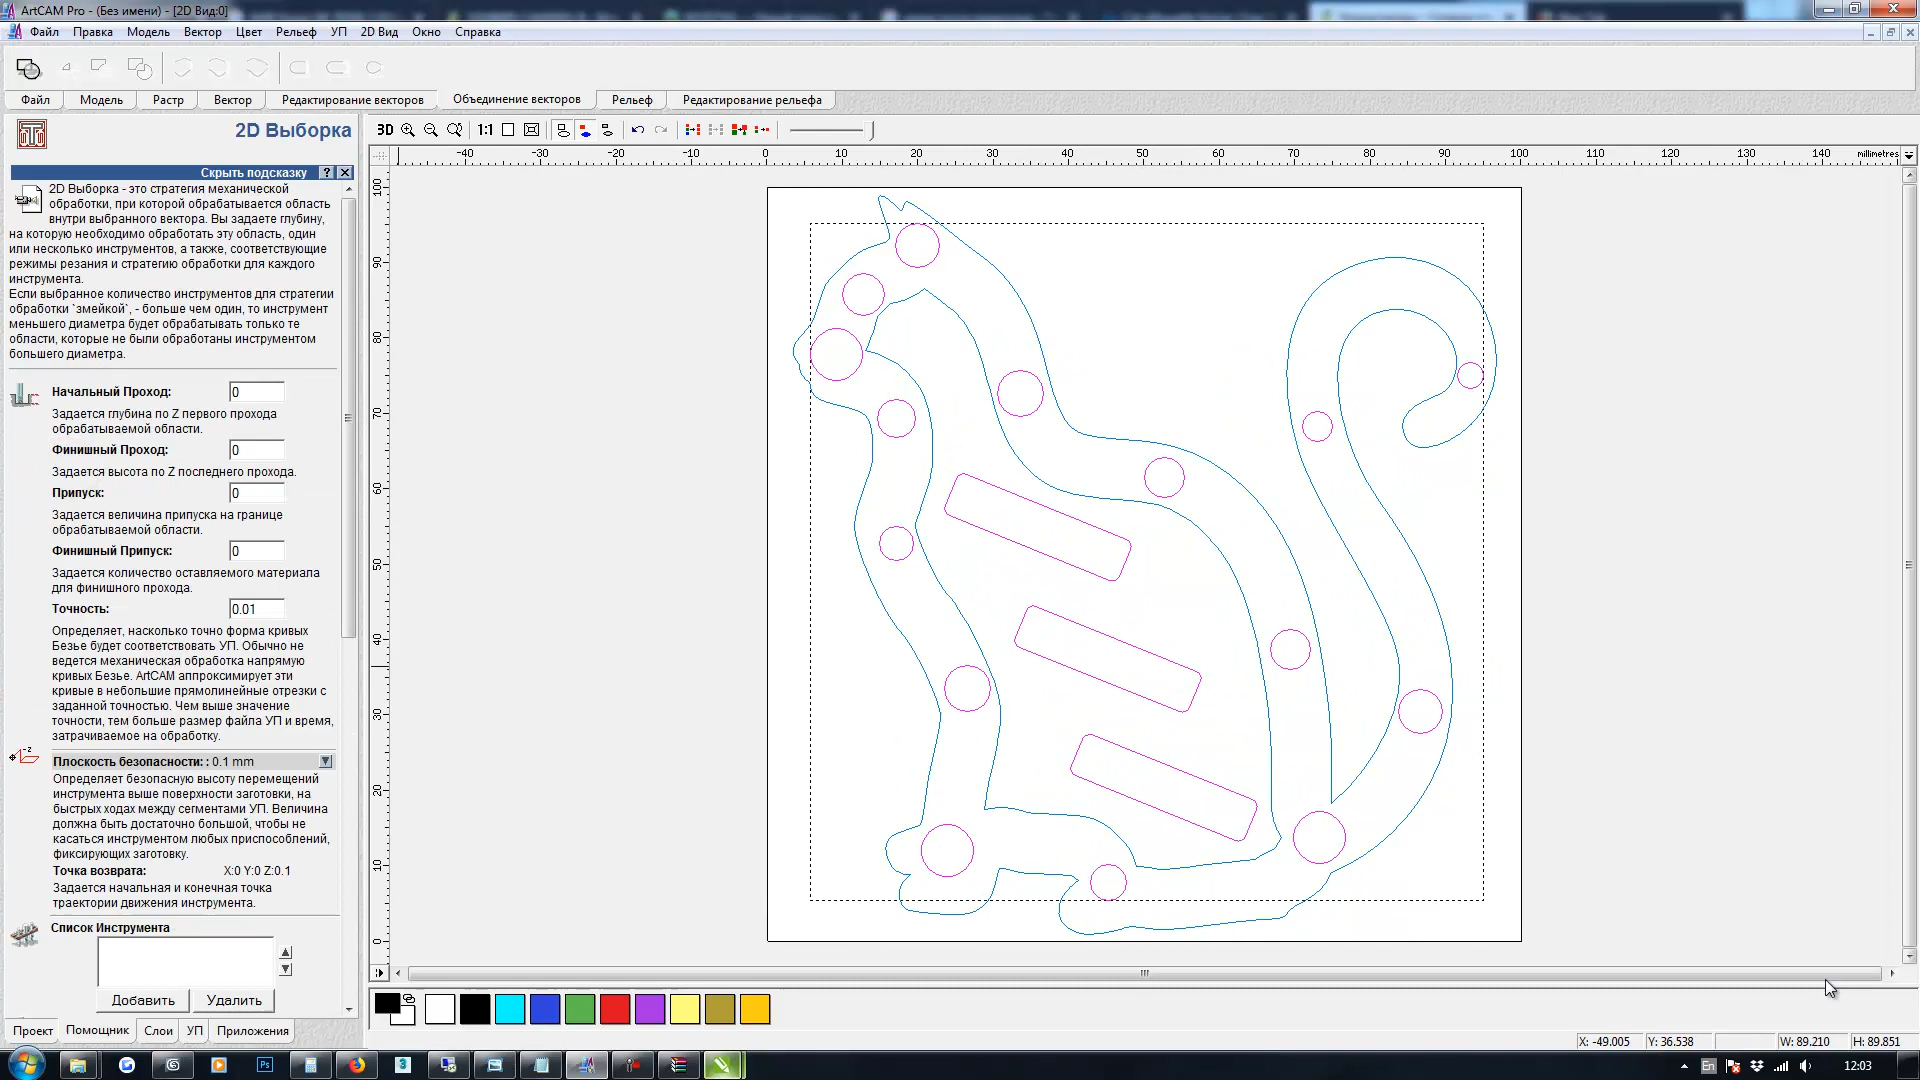 ArtCAM Pro - (Без имени) - [2D Вид:0]
Файл Правка Модель Вектор Цвет Рельеф УП 2D Вид Окно Справка
Файл Модель Растр Вектор Редактирование векторов Объединение векторов Рельеф Редактирование рельефа
2D Выборка
3D 1:1
Скрыть подсказку ?
-40 -30 -20 -10 0 10 20 30 40 50 60 70 80 90 100 110 120 130 140 millimetres
2D Выборка - это стратегия механической
обработки, при которой обрабатывается область
внутри выбранного вектора. Вы задаете глубину,
на которую необходимо обработать эту область, один
или несколько инструментов, а также, соответствующие
режимы резания и стратегию обработки для каждого
инструмента.
Если выбранное количество инструментов для стратегии
обработки `змейкой`, - больше чем один, то инструмент
меньшего диаметра будет обрабатывать только те
области, которые не были обработаны инструментом
большего диаметра.
Начальный Проход: 0
Задается глубина по Z первого прохода
обрабатываемой области.
Финишный Проход: 0
Задается высота по Z последнего прохода.
Припуск: 0
Задается величина припуска на границе
обрабатываемой области.
Финишный Припуск: 0
Задается количество оставляемого материала
для финишного прохода.
Точность: 0.01
Определяет, насколько точно форма кривых
Безье будет соответствовать УП. Обычно не
ведется механическая обработка напрямую
кривых Безье. ArtCAM аппроксимирует эти
кривые в небольшие прямолинейные отрезки с
заданной точностью. Чем выше значение
точности, тем больше размер файла УП и время,
затрачиваемое на обработку.
Плоскость безопасности: : 0.1 mm
Определяет безопасную высоту перемещений
инструмента выше поверхности заготовки, на
быстрых ходах между сегментами УП. Величина
должна быть достаточно большой, чтобы не
касаться инструментом любых приспособлений,
фиксирующих заготовку.
Точка возврата: X:0 Y:0 Z:0.1
Задается начальная и конечная точка
траектории движения инструмента.
Список Инструмента
Добавить Удалить
100
90
80
70
60
50
40
30
20
10
0
Проект Помощник Слои УП Приложения
X: -49.005 Y: 36.538 W: 89.210 H: 89.851
Ps 3 En 12:03